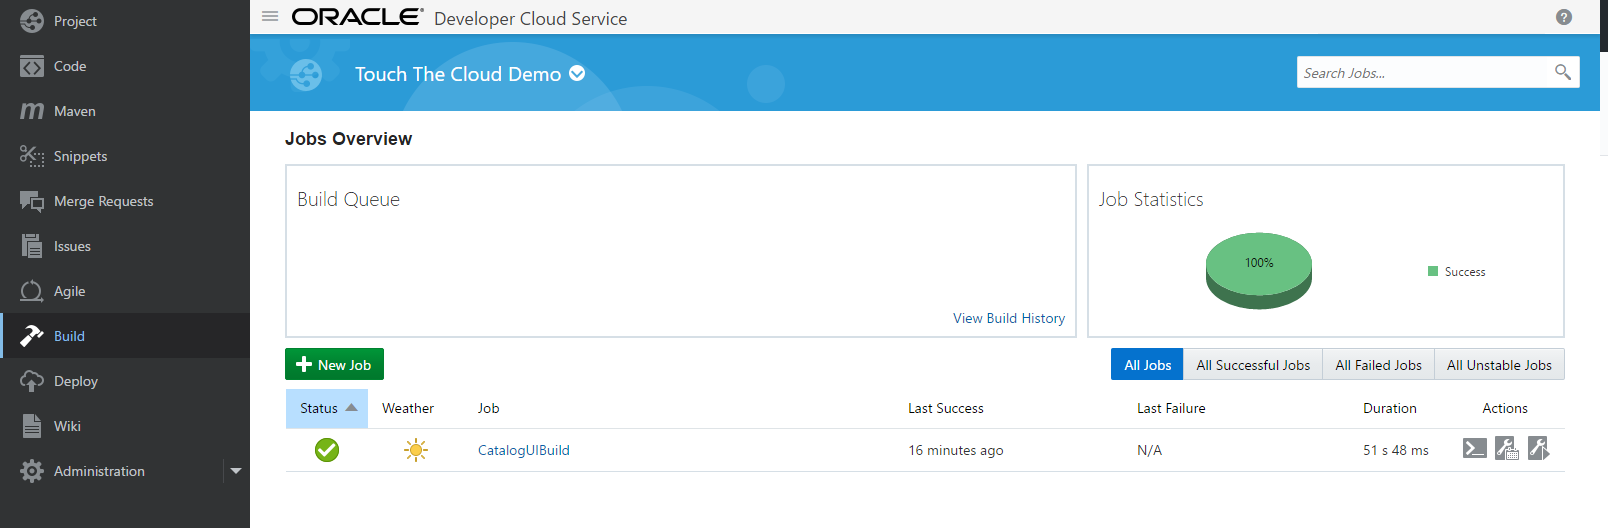 Project
Code
Maven
Snippets
Merge Requests
Issues
Agile
Build
Deploy
Wiki
Administration
ORACLE® Developer Cloud Service
?
Touch The Cloud Demo
Search Jobs...
Jobs Overview
Build Queue
View Build History
Job Statistics
100%
Success
New Job
All Jobs All Successful Jobs All Failed Jobs All Unstable Jobs
Status Weather Job Last Success Last Failure Duration Actions
CatalogUIBuild 16 minutes ago N/A 51 s 48 ms